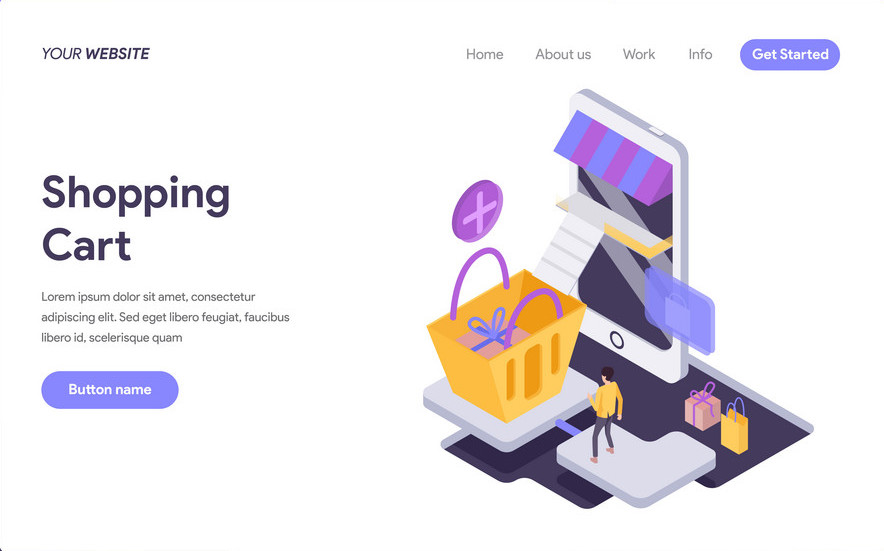 YOUR WEBSITE
Home
About us
Work
Info
Get Started
Shopping
Cart
Lorem ipsum dolor sit amet, consectetur
adipiscing elit. Sed eget libero feugiat, faucibus
libero id, scelerisque quam
Button name